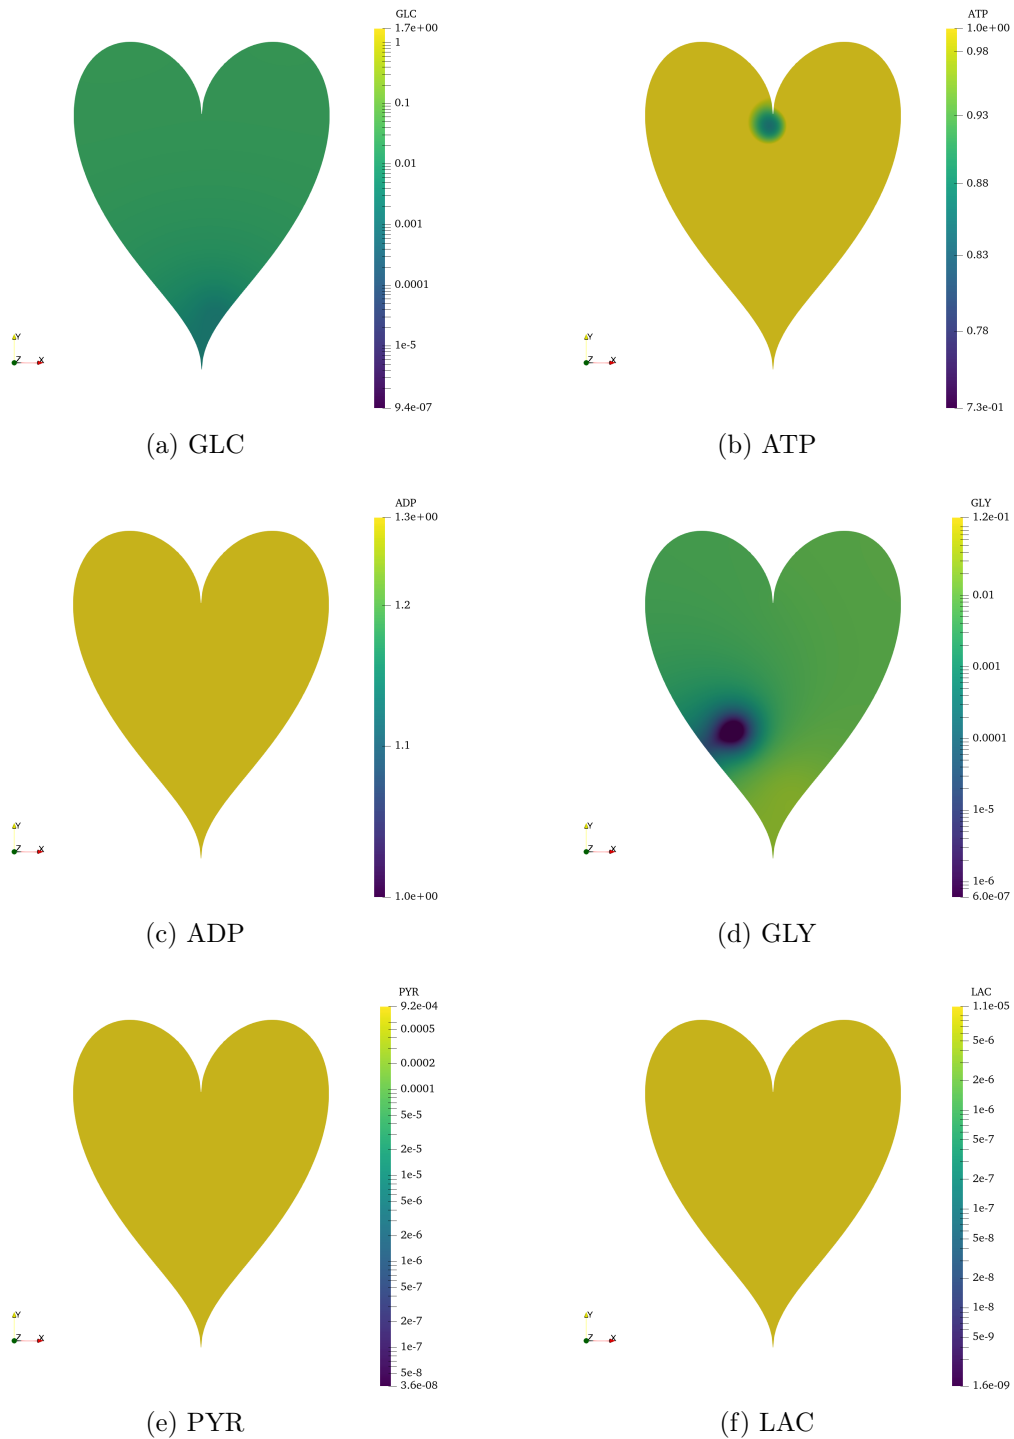 GLC
1.7e+00
1
0.1
0.01
0.001
0.0001
1e-5
9.4e-07
Y
Z
X
(a) GLC
ATP
1.0e+00
0.98
0.93
0.88
0.83
0.78
7.3e-01
Y
Z
X
(b) ATP
ADP
1.3e+00
1.2
1.1
1.0e+00
Y
Z
X
(c) ADP
GLY
1.2e-01
0.01
0.001
0.0001
1e-5
1e-6
6.0e-07
Y
Z
X
(d) GLY
PYR
9.2e-04
0.0005
0.0002
0.0001
5e-5
2e-5
1e-5
5e-6
2e-6
1e-6
5e-7
2e-7
1e-7
5e-8
3.6e-08
Y
Z
X
(e) PYR
LAC
1.1e-05
5e-6
2e-6
1e-6
5e-7
2e-7
1e-7
5e-8
2e-8
1e-8
5e-9
1.6e-09
Y
Z
X
(f) LAC